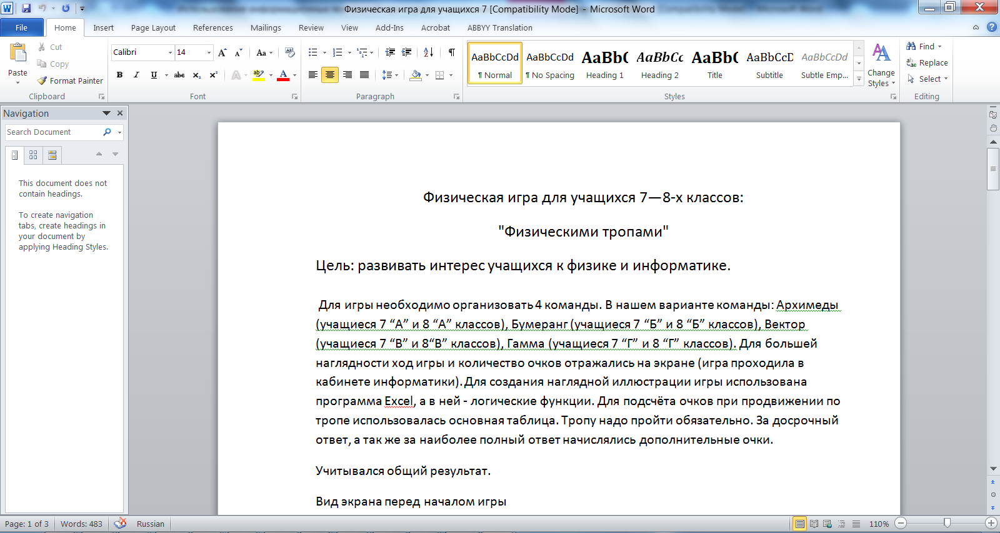 Физическая игра для учащихся 7 [Compatibility Mode] - Microsoft Word
File Home Insert Page Layout References Mailings Review View Add-Ins Acrobat ABBYY Translation
Paste
Cut
Copy
Format Painter
Clipboard
Calibri 14
Font
Paragraph
AaBbCcDd AaBbCcDd AaBb( AaBbCc AaBb( AaBbCcD AaBbCcDd
¶ Normal ¶ No Spacing Heading 1 Heading 2 Title Subtitle Subtle Emp...
Change Styles
Styles
Find
Replace
Select
Editing
Navigation
Search Document
This document does not
contain headings.
To create navigation
tabs, create headings in
your document by
applying Heading Styles.
Физическая игра для учащихся 7—8-х классов:
"Физическими тропами"
Цель: развивать интерес учащихся к физике и информатике.
Для игры необходимо организовать 4 команды. В нашем варианте команды: Архимеды
(учащиеся 7 “А” и 8 “А” классов), Бумеранг (учащиеся 7 “Б” и 8 “Б” классов), Вектор
(учащиеся 7 “В” и 8“В” классов), Гамма (учащиеся 7 “Г” и 8 “Г” классов). Для большей
наглядности ход игры и количество очков отражались на экране (игра проходила в
кабинете информатики). Для создания наглядной иллюстрации игры использована
программа Excel, а в ней - логические функции. Для подсчёта очков при продвижении по
тропе использовалась основная таблица. Тропу надо пройти обязательно. За досрочный
ответ, а так же за наиболее полный ответ начислялись дополнительные очки.
Учитывался общий результат.
Вид экрана перед началом игры
Page: 1 of 3 Words: 483 Russian 110%